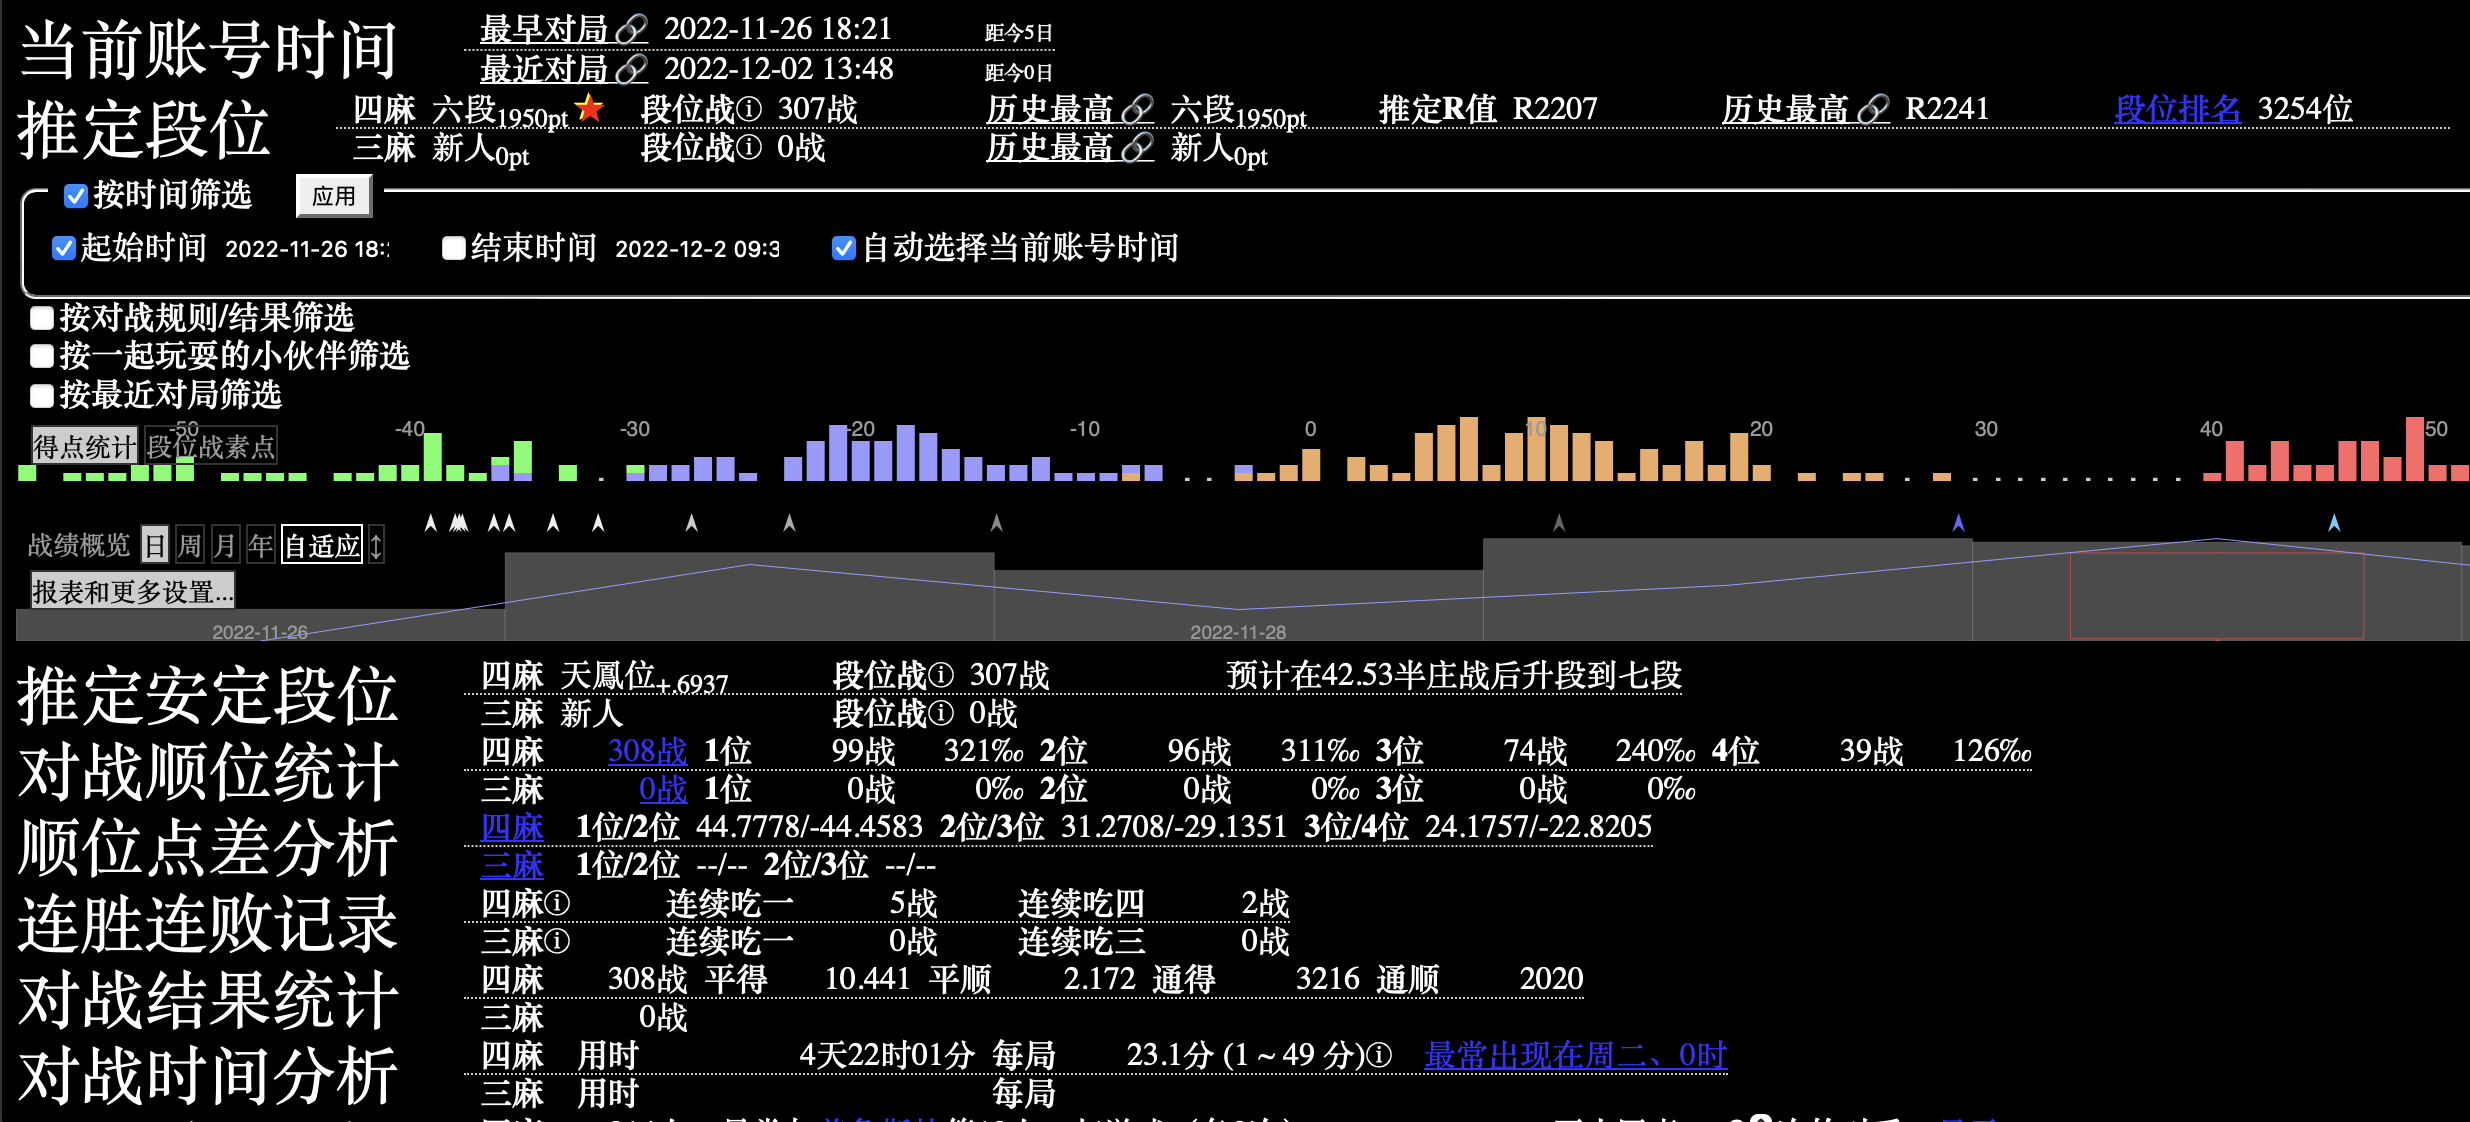 当前账号时间
最早对局🔗 2022-11-26 18:21 距今5日
最近对局🔗 2022-12-02 13:48 距今0日
推定段位
四麻 六段1950pt 段位战ⓘ 307战 历史最高🔗 六段1950pt 推定R值 R2207 历史最高🔗 R2241 段位排名 3254位
三麻 新人0pt 段位战ⓘ 0战 历史最高🔗 新人0pt
按时间筛选 应用
起始时间 2022-11-26 18: 结束时间 2022-12-2 09:3 自动选择当前账号时间
按对战规则/结果筛选
按一起玩耍的小伙伴筛选
按最近对局筛选
-50 -40 -30 -20 -10 0 10 20 30 40 50
得点统计 段位战素点
战绩概览 日 周 月 年 自适应 ↕
报表和更多设置...
2022-11-26 2022-11-28
推定安定段位
四麻 天鳳位+.6937 段位战ⓘ 307战 预计在42.53半庄战后升段到七段
三麻 新人 段位战ⓘ 0战
对战顺位统计
四麻 308战 1位 99战 321‰ 2位 96战 311‰ 3位 74战 240‰ 4位 39战 126‰
三麻 0战 1位 0战 0‰ 2位 0战 0‰ 3位 0战 0‰
顺位点差分析
四麻 1位/2位 44.7778/-44.4583 2位/3位 31.2708/-29.1351 3位/4位 24.1757/-22.8205
三麻 1位/2位 --/-- 2位/3位 --/--
连胜连败记录
四麻ⓘ 连续吃一 5战 连续吃四 2战
三麻ⓘ 连续吃一 0战 连续吃三 0战
对战结果统计
四麻 308战 平得 10.441 平顺 2.172 通得 3216 通顺 2020
三麻 0战
对战时间分析
四麻 用时 4天22时01分 每局 23.1分 (1 ~ 49 分)ⓘ 最常出现在周二、0时
三麻 用时 每局